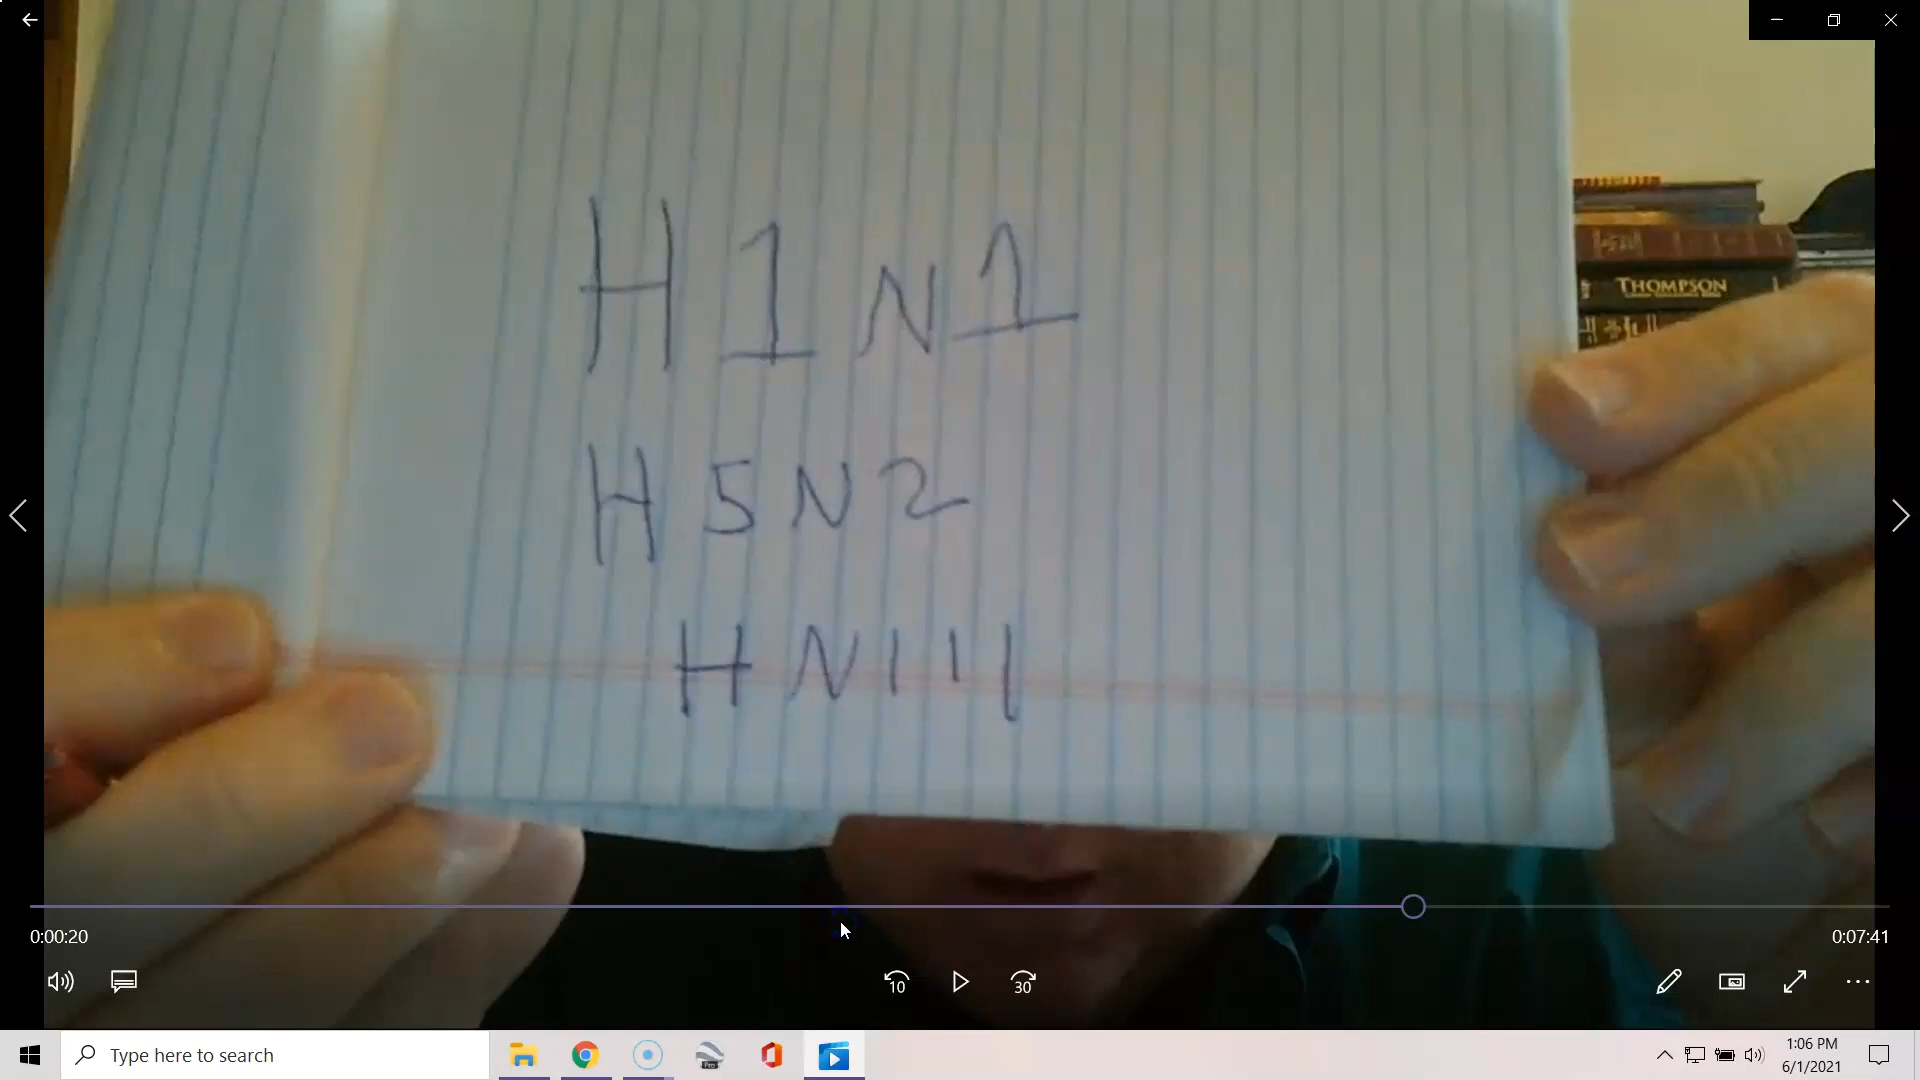 H1N1
H5N2
HN111
THOMPSON
0:00:20
0:07:41
10
30
Type here to search
Pro
1:06 PM
6/1/2021